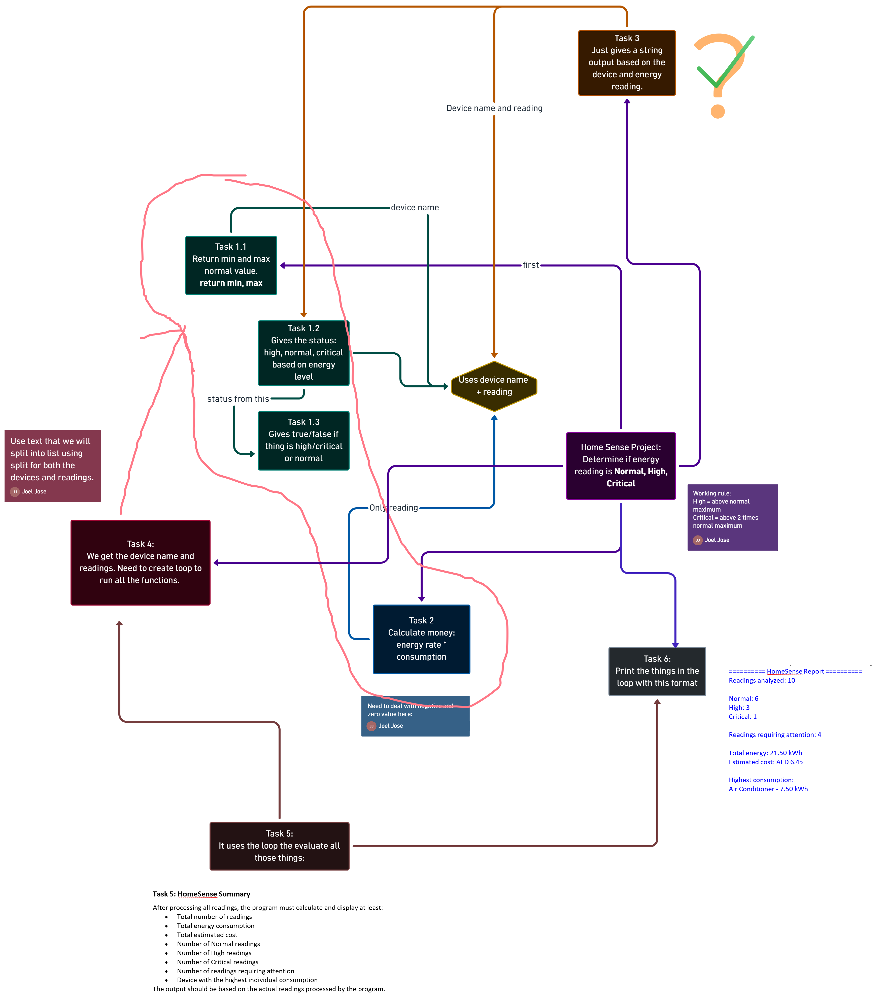 Task 3
Just gives a string
output based on the
device and energy
reading.
Device name and reading
device name
Task 1.1
Return min and max
normal value.
return min, max
first
Task 1.2
Gives the status:
high, normal, critical
based on energy
level
Uses device name
+ reading
status from this
Task 1.3
Gives true/false if
thing is high/critical
or normal
Use text that we will
split into list using
split for both the
devices and readings.
JJ Joel Jose
Home Sense Project:
Determine if energy
reading is Normal, High,
Critical
Working rule:
High = above normal
maximum
Critical = above 2 times
normal maximum
JJ Joel Jose
Only reading
Task 4:
We get the device name and
readings. Need to create loop to
run all the functions.
Task 2
Calculate money:
energy rate *
consumption
Need to deal with negative and
zero value here:
JJ Joel Jose
Task 6:
Print the things in the
loop with this format
========== HomeSense Report ==========
Readings analyzed: 10
Normal: 6
High: 3
Critical: 1
Readings requiring attention: 4
Total energy: 21.50 kWh
Estimated cost: AED 6.45
Highest consumption:
Air Conditioner - 7.50 kWh
Task 5:
It uses the loop the evaluate all
those things:
Task 5: HomeSense Summary
After processing all readings, the program must calculate and display at least:
• Total number of readings
• Total energy consumption
• Total estimated cost
• Number of Normal readings
• Number of High readings
• Number of Critical readings
• Number of readings requiring attention
• Device with the highest individual consumption
The output should be based on the actual readings processed by the program.